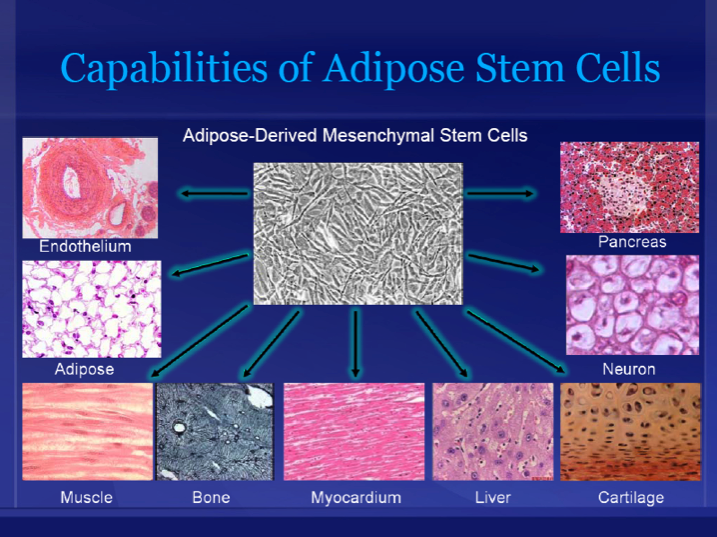 Capabilities of Adipose Stem Cells
Adipose-Derived Mesenchymal Stem Cells
Endothelium
Pancreas
Adipose
Neuron
Muscle
Bone
Myocardium
Liver
Cartilage